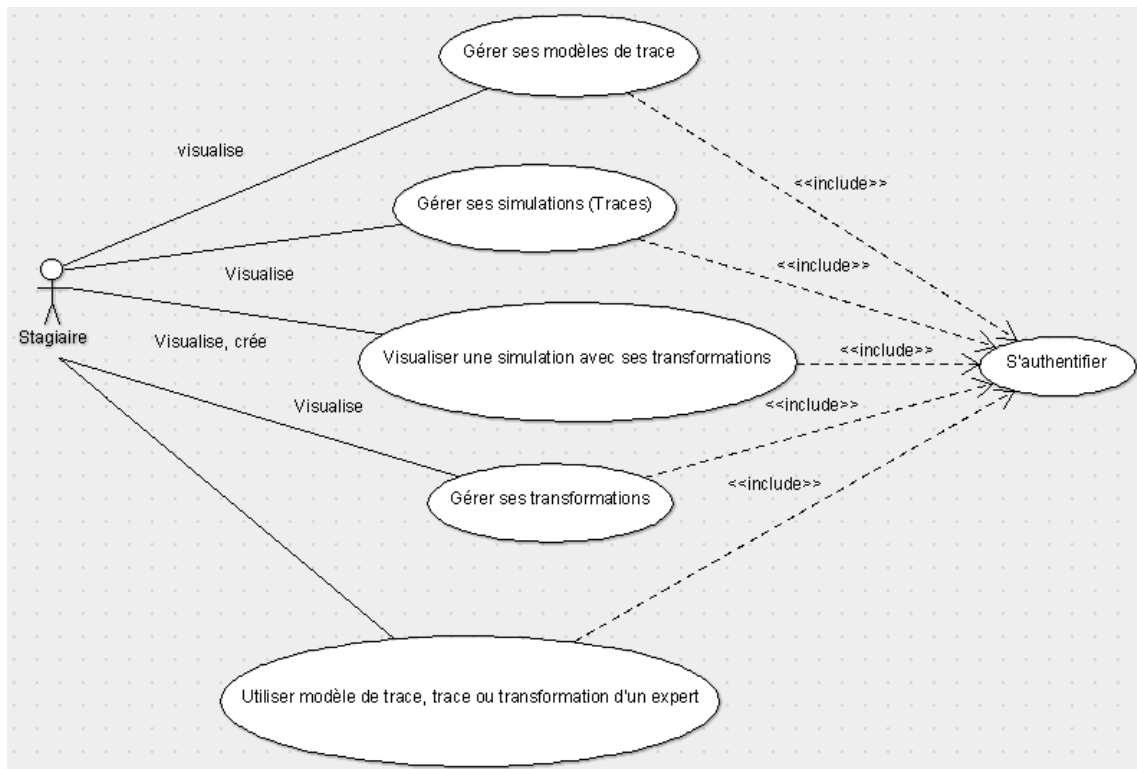 Gérer ses modèles de trace
visualise
<<include>>
Gérer ses simulations (Traces)
Visualise
<<include>>
Stagiaire
Visualise, crée
Visualiser une simulation avec ses transformations
<<include>>
S'authentifier
Visualise
<<include>>
Gérer ses transformations
<<include>>
Utiliser modèle de trace, trace ou transformation d'un expert